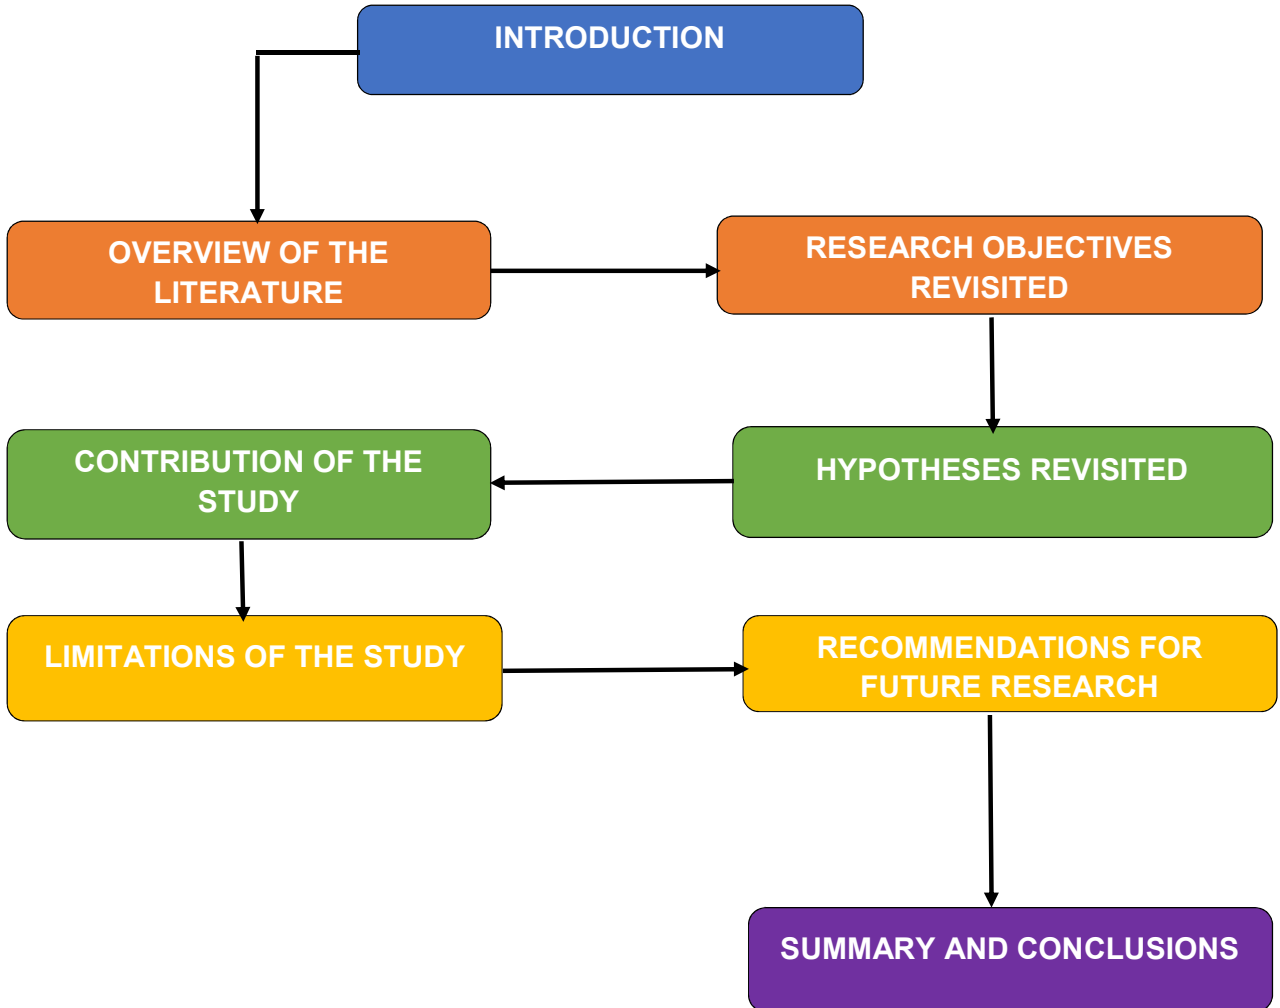 INTRODUCTION
OVERVIEW OF THE
LITERATURE
RESEARCH OBJECTIVES
REVISITED
HYPOTHESES REVISITED
CONTRIBUTION OF THE
STUDY
LIMITATIONS OF THE STUDY
RECOMMENDATIONS FOR
FUTURE RESEARCH
SUMMARY AND CONCLUSIONS